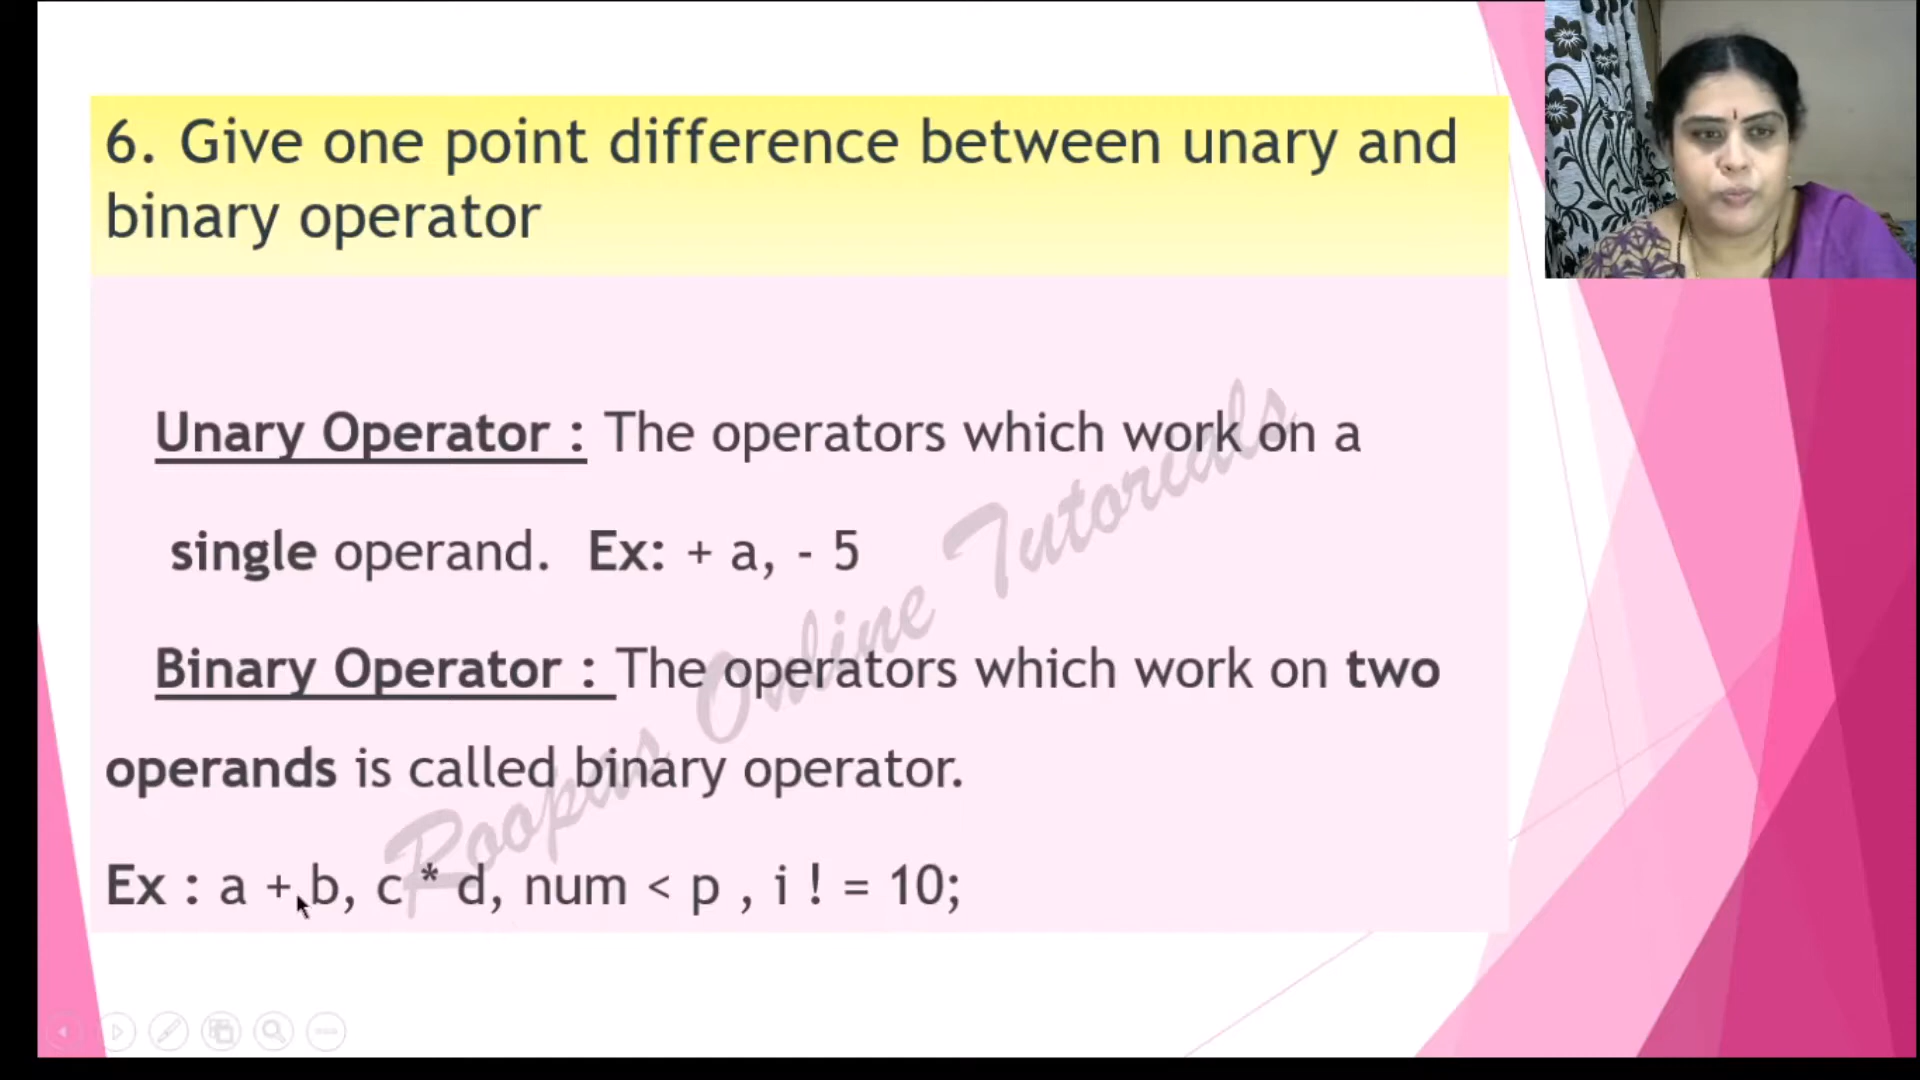 6. Give one point difference between unary and
binary operator
Unary Operator : The operators which work on a
single operand. Ex: + a, - 5
Binary Operator : The operators which work on two
operands is called binary operator.
Ex : a + b, c * d, num < p , i ! = 10;
Roopas Online Tutorials